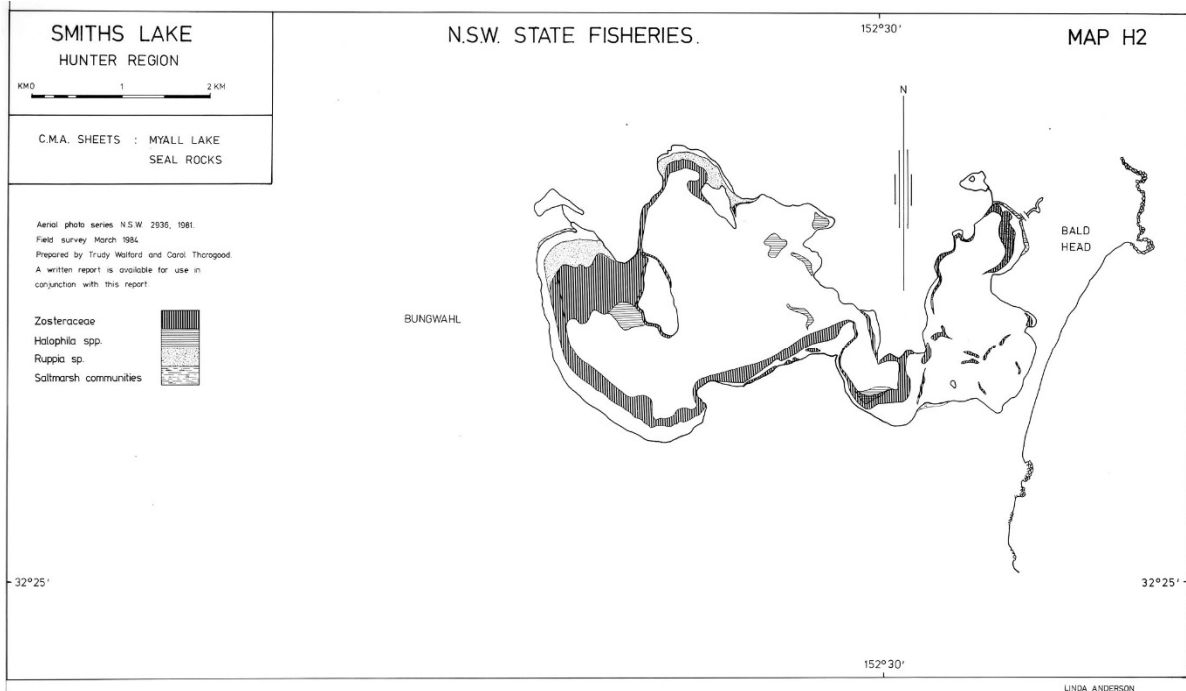 SMITHS LAKE
HUNTER REGION
KM0 1 2 KM
C.M.A. SHEETS : MYALL LAKE
SEAL ROCKS
N.S.W. STATE FISHERIES.
152°30'
MAP H2
N
Aerial photo series N.S.W. 2936, 1981.
Field survey March 1984
Prepared by Trudy Walford and Carol Thorogood.
A written report is available for use in
conjunction with this report.
Zosteraceae
Halophila spp.
Ruppia sp.
Saltmarsh communities
BUNGWAHL
BALD
HEAD
32°25'
32°25'
152°30'
LINDA ANDERSON